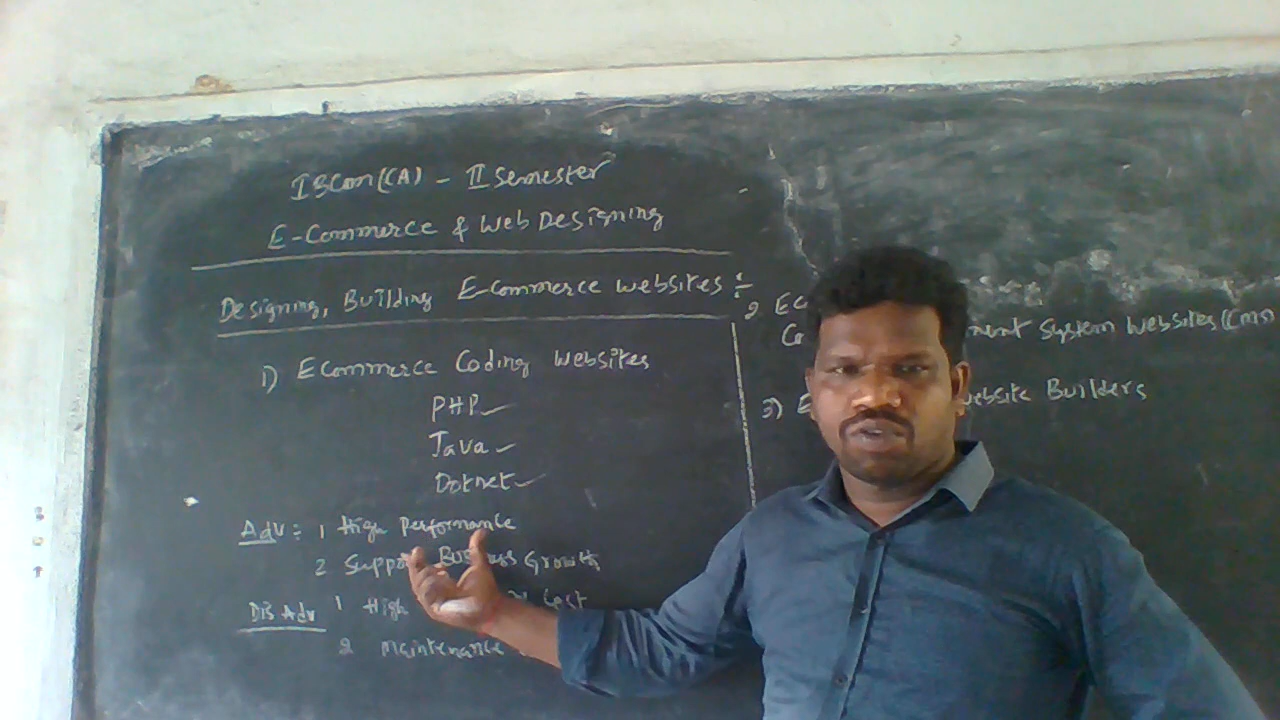 I BCom(CA) - II Semester
E-Commerce & Web Designing
Designing, Building E-commerce websites :
1) ECommerce Coding Websites
PHP
Java
Dotnet
Adv: 1 High Performance
2 Support Business Growth
Dis Adv 1 High Cost
2 Maintenance
2 EC
System Websites (CMS)
3) E Website Builders